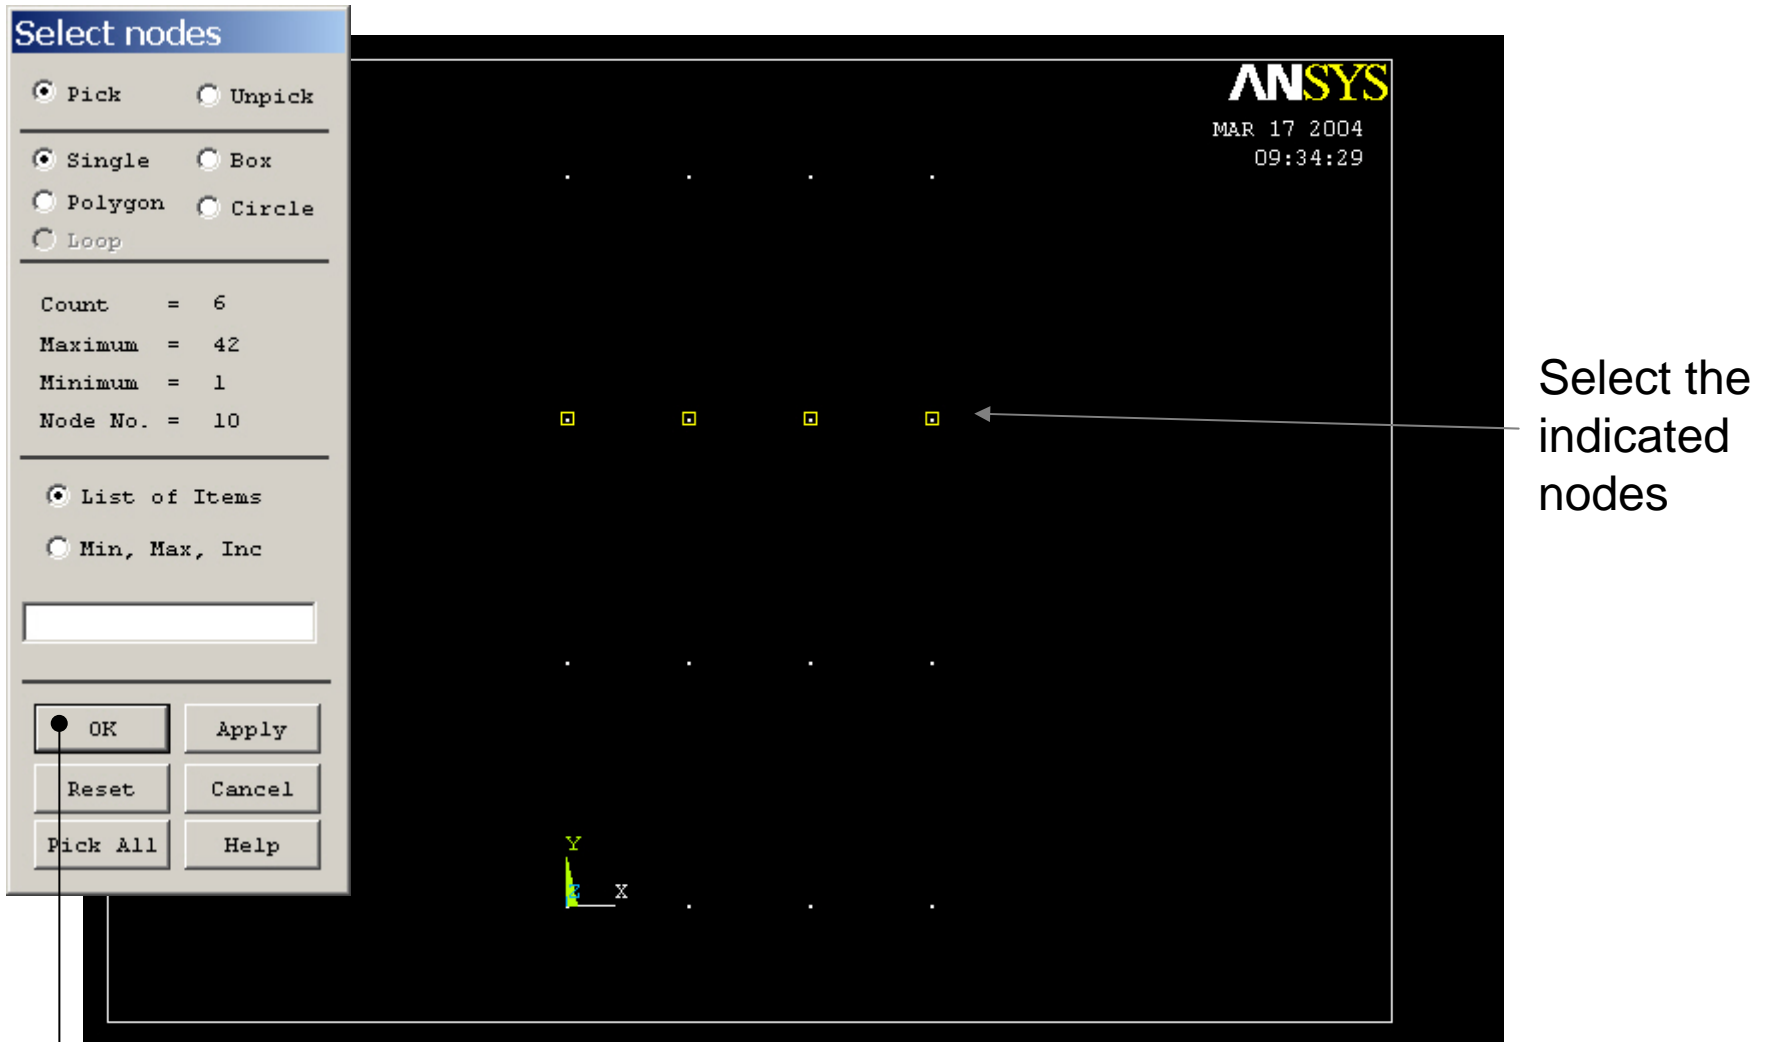 Select nodes
Pick Unpick
Single Box
Polygon Circle
Loop
Count = 6
Maximum = 42
Minimum = 1
Node No. = 10
List of Items
Min, Max, Inc
OK Apply
Reset Cancel
Pick All Help
ANSYS
MAR 17 2004
09:34:29
Y
Z X
Select the
indicated
nodes